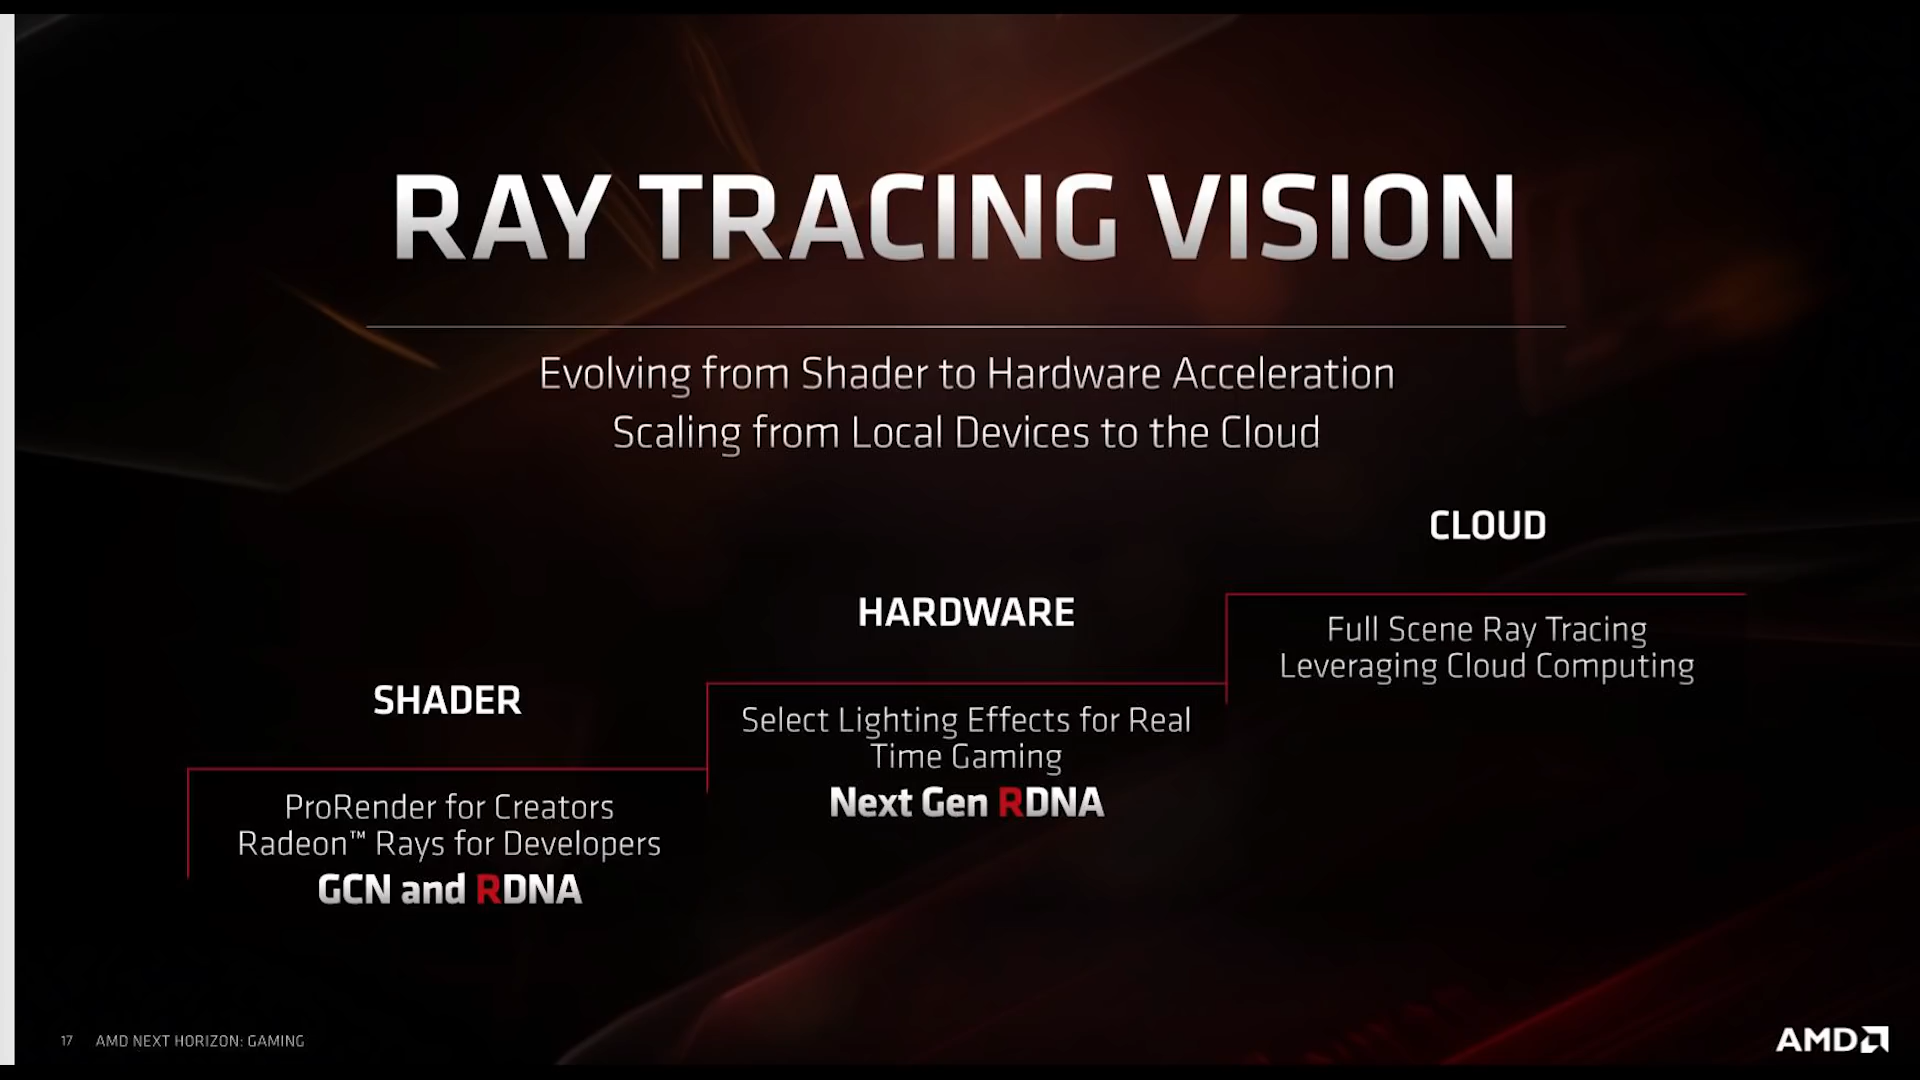 RAY TRACING VISION
Evolving from Shader to Hardware Acceleration
Scaling from Local Devices to the Cloud
SHADER
ProRender for Creators
Radeon™ Rays for Developers
GCN and RDNA
HARDWARE
Select Lighting Effects for Real
Time Gaming
Next Gen RDNA
CLOUD
Full Scene Ray Tracing
Leveraging Cloud Computing
17 AMD NEXT HORIZON: GAMING
AMD